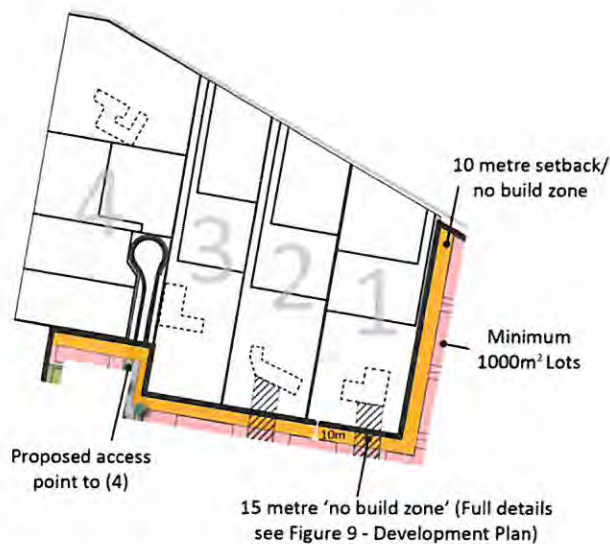 10 metre setback/
no build zone
4
3
2
1
Minimum
1000m² Lots
10m
Proposed access
point to (4)
15 metre 'no build zone' (Full details
see Figure 9 - Development Plan)